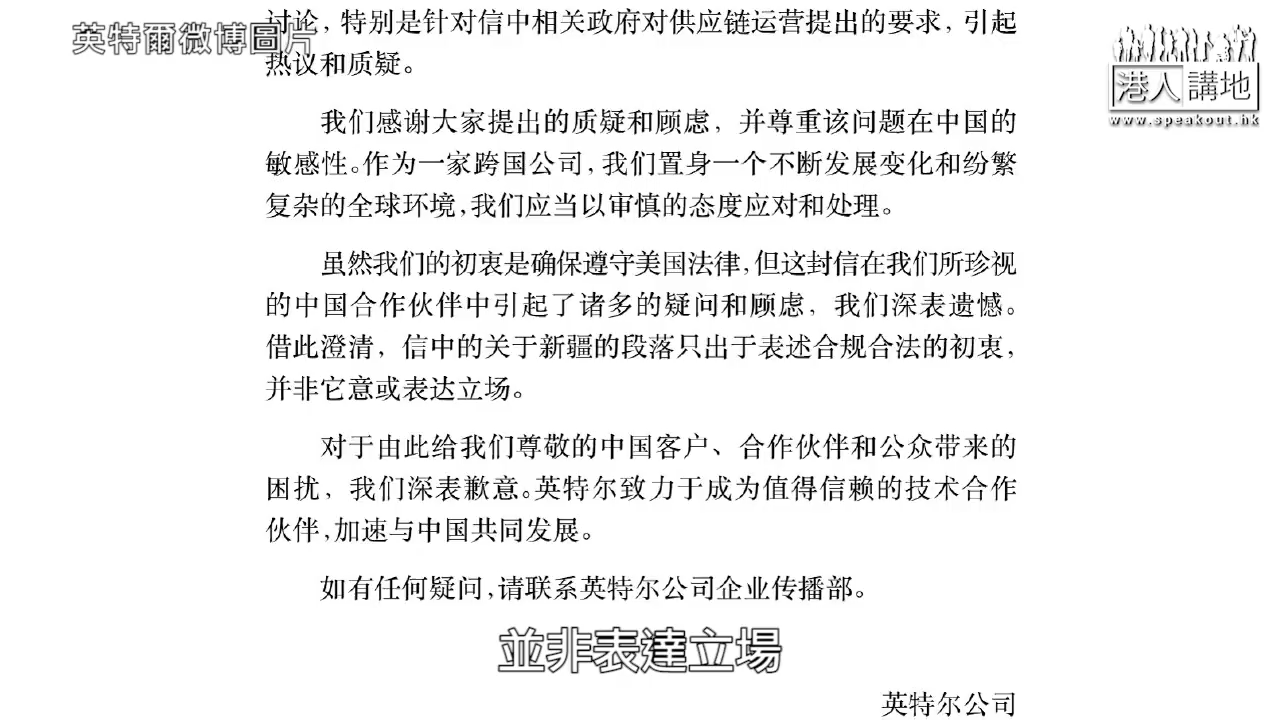 讨论，特别是针对信中相关政府对供应链运营提出的要求，引起
英特爾微博圖片
热议和质疑。
港人講地
www.speakout.hk
我们感谢大家提出的质疑和顾虑，并尊重该问题在中国的
敏感性。作为一家跨国公司，我们置身一个不断发展变化和纷繁
复杂的全球环境，我们应当以审慎的态度应对和处理。
虽然我们的初衷是确保遵守美国法律，但这封信在我们所珍视
的中国合作伙伴中引起了诸多的疑问和顾虑，我们深表遗憾。
借此澄清，信中的关于新疆的段落只出于表述合规合法的初衷，
并非它意或表达立场。
对于由此给我们尊敬的中国客户、合作伙伴和公众带来的
困扰，我们深表歉意。英特尔致力于成为值得信赖的技术合作
伙伴，加速与中国共同发展。
如有任何疑问，请联系英特尔公司企业传播部。
並非表達立場
英特尔公司